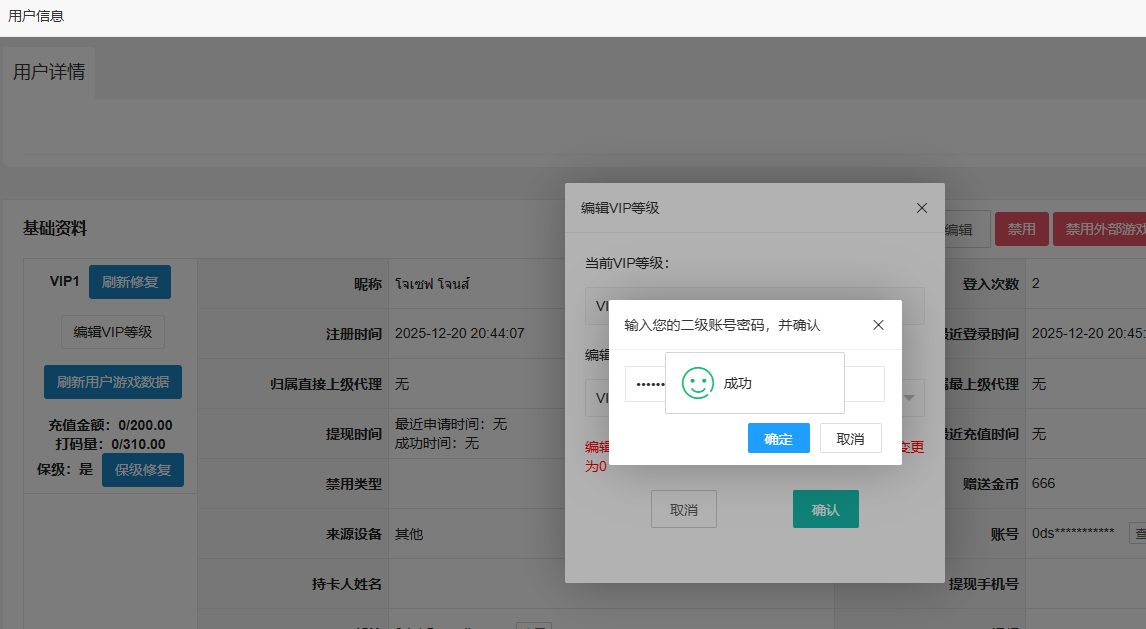 用户信息
用户详情
基础资料
编辑
禁用
禁用外部游戏
VIP1
刷新修复
编辑VIP等级
刷新用户游戏数据
充值金额：0/200.00
打码量：0/310.00
保级：是
保级修复
昵称
โจเซฟ โจนส์
注册时间
2025-12-20 20:44:07
归属直接上级代理
无
提现时间
最近申请时间：无
成功时间：无
禁用类型
来源设备
其他
持卡人姓名
登入次数
2
近登录时间
2025-12-20 20:45:
最上级代理
无
近充值时间
无
赠送金币
666
账号
0ds***********
查
提现手机号
编辑VIP等级
当前VIP等级：
VI
编辑
VI
编辑
变更
为0
取消
确认
输入您的二级账号密码，并确认
••••••
成功
确定
取消